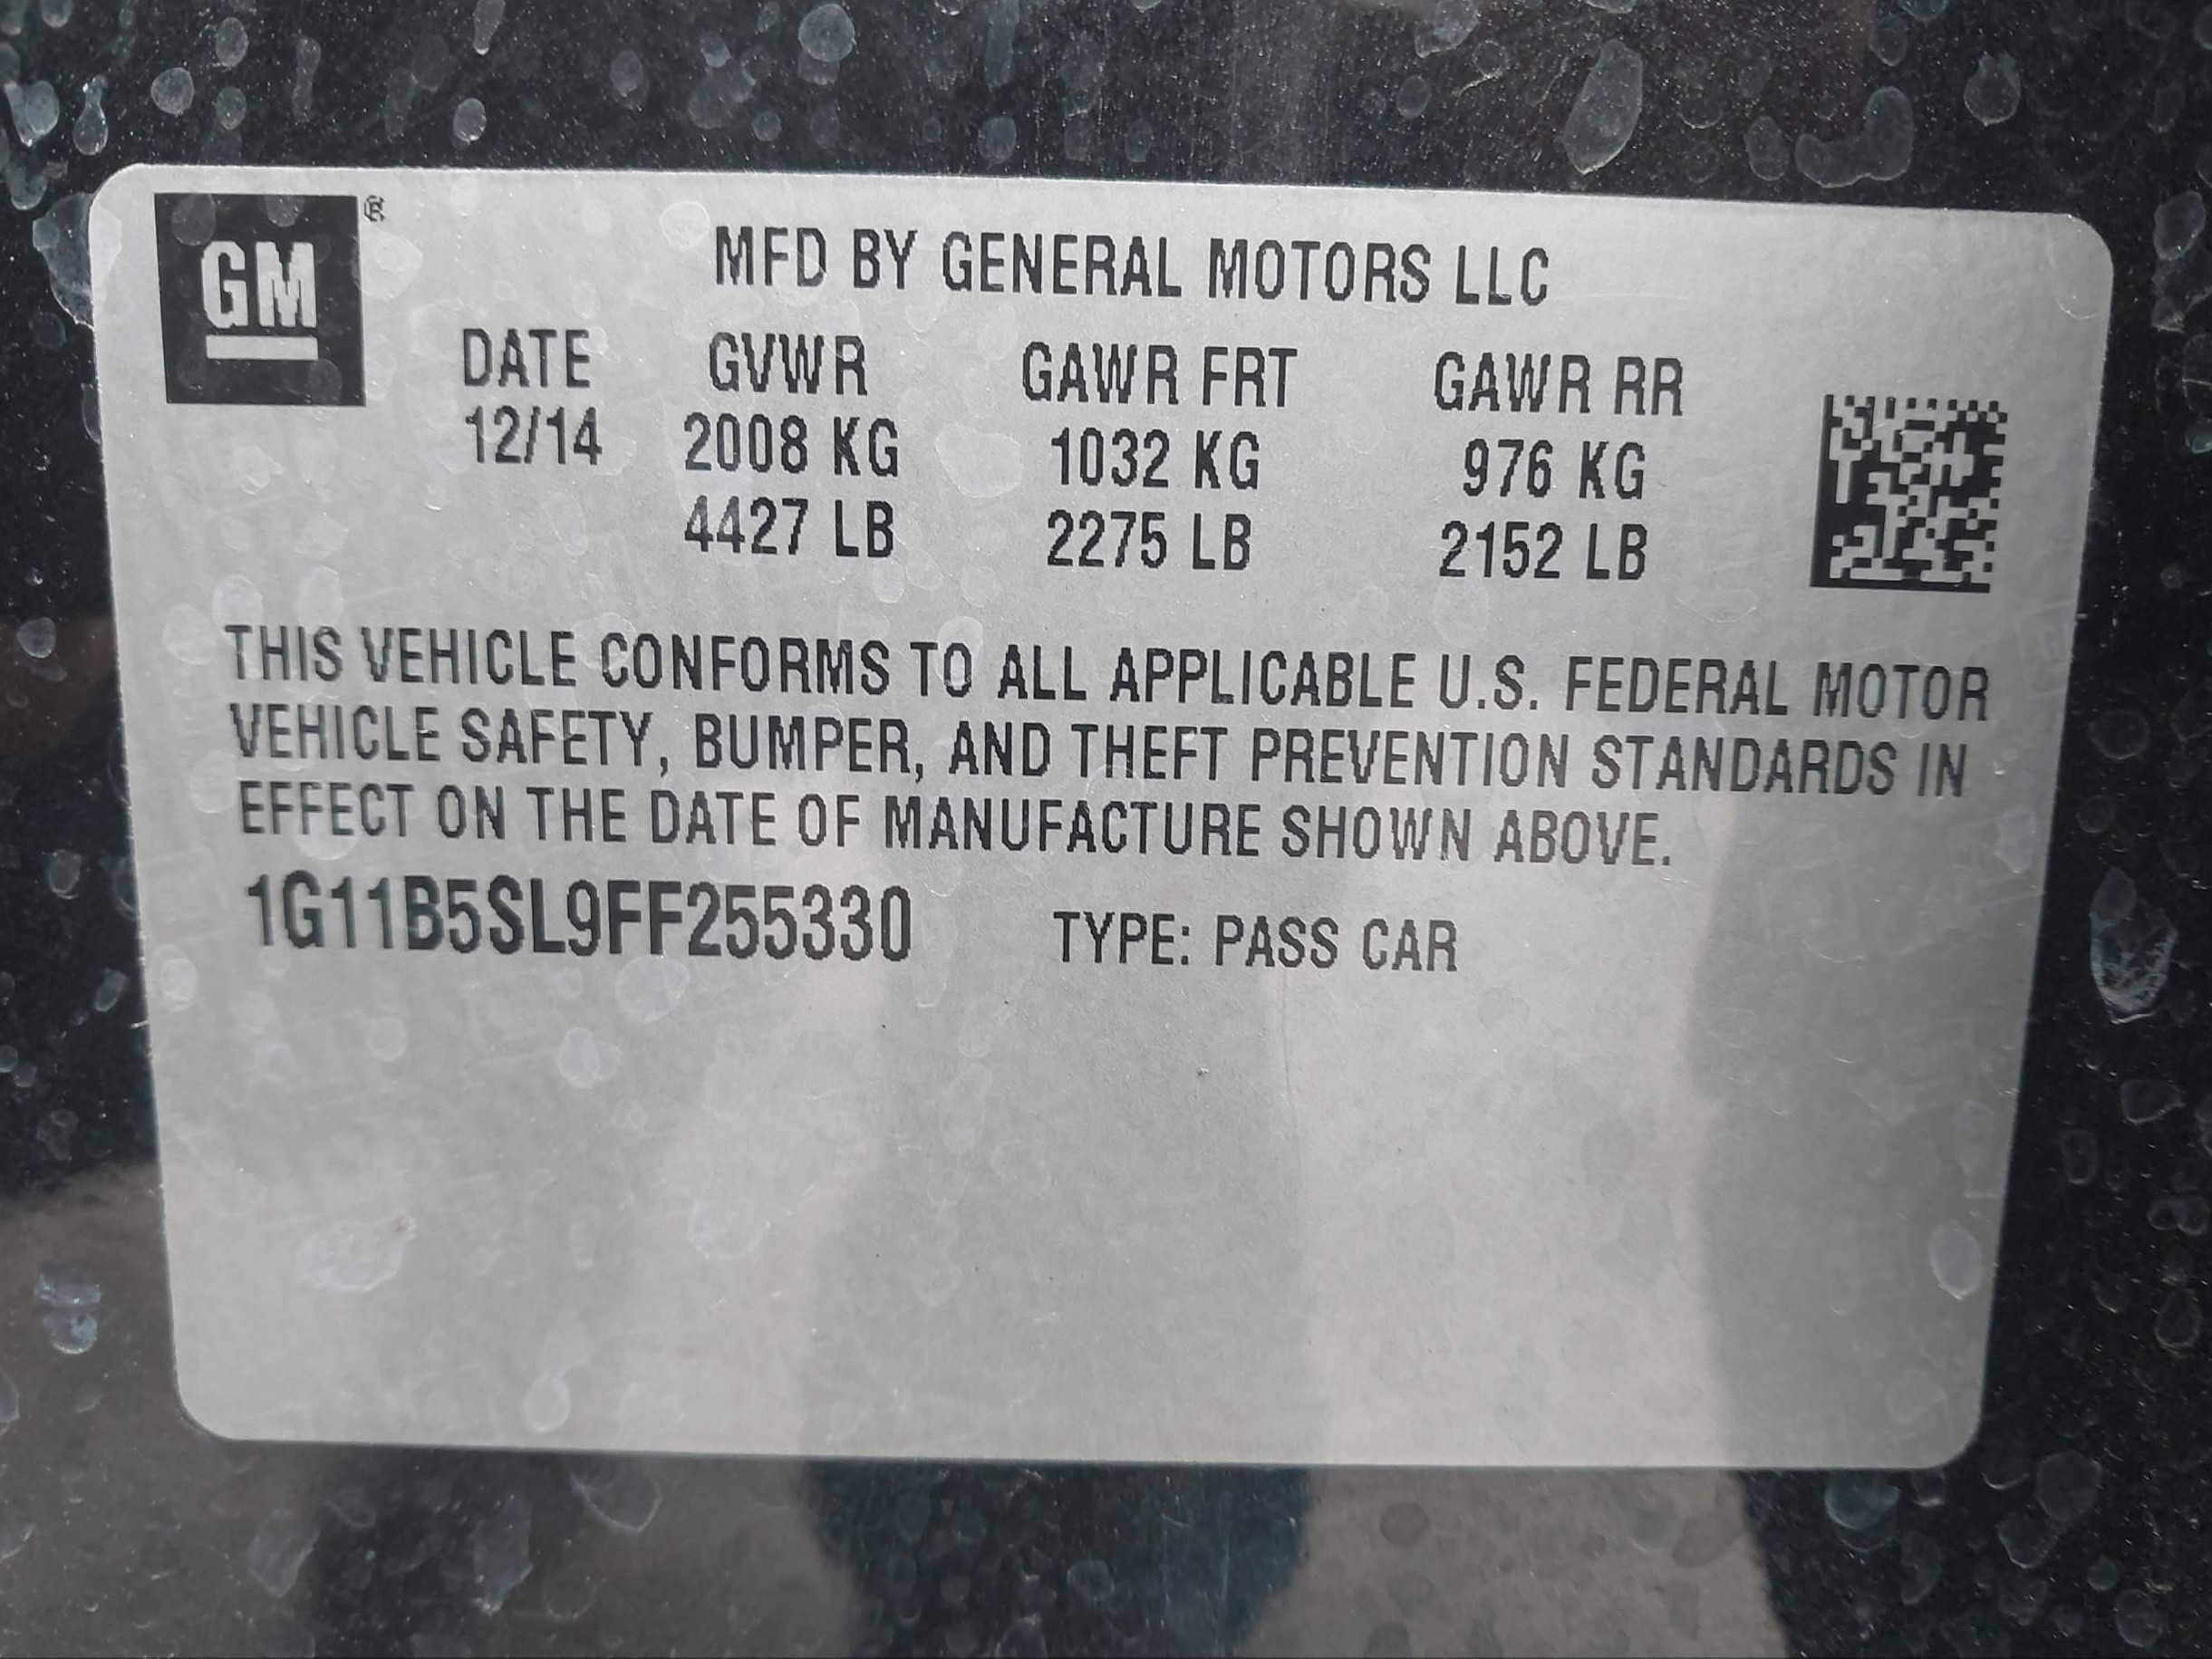 GM ®
MFD BY GENERAL MOTORS LLC
DATE GVWR GAWR FRT GAWR RR
12/14 2008 KG 1032 KG 976 KG
4427 LB 2275 LB 2152 LB
THIS VEHICLE CONFORMS TO ALL APPLICABLE U.S. FEDERAL MOTOR
VEHICLE SAFETY, BUMPER, AND THEFT PREVENTION STANDARDS IN
EFFECT ON THE DATE OF MANUFACTURE SHOWN ABOVE.
1G11B5SL9FF255330 TYPE: PASS CAR